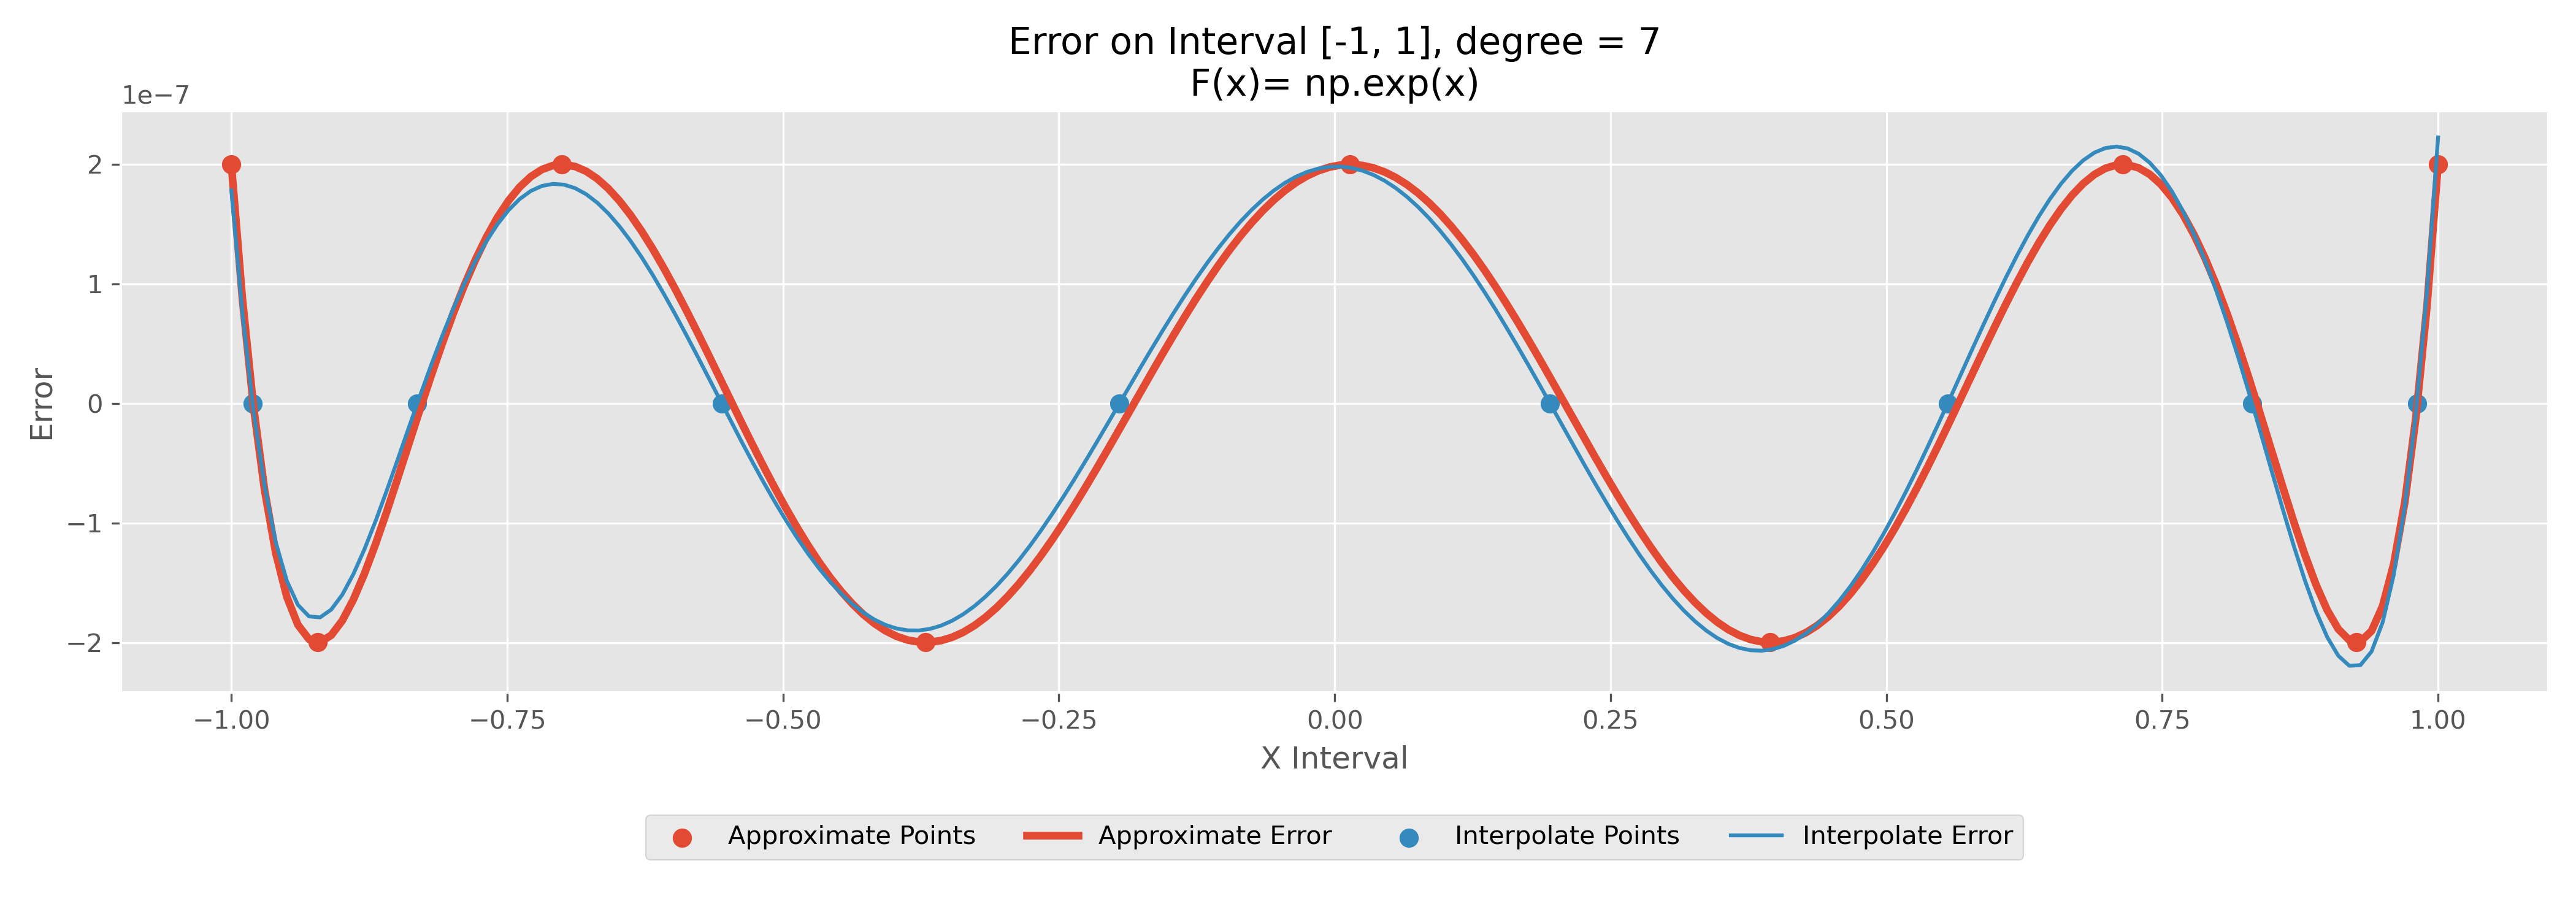 Error on Interval [-1, 1], degree = 7
F(x)= np.exp(x)
1e−7
2
1
0
−1
−2
Error
−1.00 −0.75 −0.50 −0.25 0.00 0.25 0.50 0.75 1.00
X Interval
Approximate Points Approximate Error Interpolate Points Interpolate Error